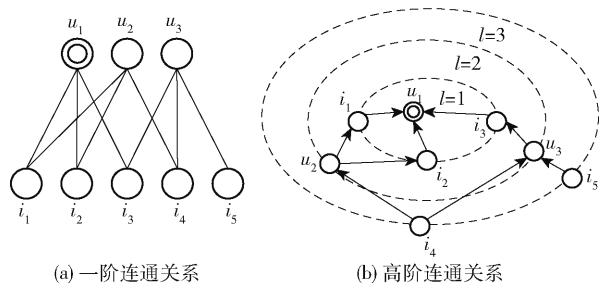 u₁ u₂ u₃
i₁ i₂ i₃ i₄ i₅
(a) 一阶连通关系
l=3
l=2
l=1
u₁
i₁
i₃
u₂
i₂
u₃
i₅
i₄
(b) 高阶连通关系